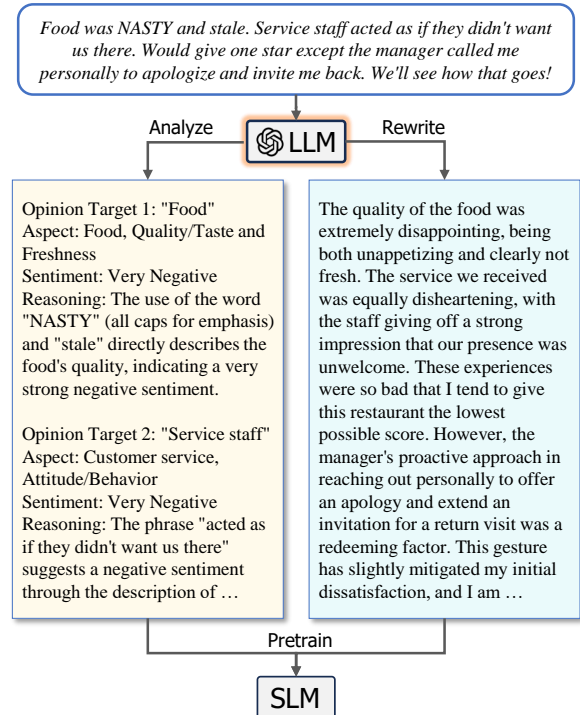 Food was NASTY and stale. Service staff acted as if they didn't want
us there. Would give one star except the manager called me
personally to apologize and invite me back. We'll see how that goes!
Analyze
LLM
Rewrite
Opinion Target 1: "Food"
Aspect: Food, Quality/Taste and
Freshness
Sentiment: Very Negative
Reasoning: The use of the word
"NASTY" (all caps for emphasis)
and "stale" directly describes the
food's quality, indicating a very
strong negative sentiment.
Opinion Target 2: "Service staff"
Aspect: Customer service,
Attitude/Behavior
Sentiment: Very Negative
Reasoning: The phrase "acted as
if they didn't want us there"
suggests a negative sentiment
through the description of …
The quality of the food was
extremely disappointing, being
both unappetizing and clearly not
fresh. The service we received
was equally disheartening, with
the staff giving off a strong
impression that our presence was
unwelcome. These experiences
were so bad that I tend to give
this restaurant the lowest
possible score. However, the
manager's proactive approach in
reaching out personally to offer
an apology and extend an
invitation for a return visit was a
redeeming factor. This gesture
has slightly mitigated my initial
dissatisfaction, and I am …
Pretrain
SLM